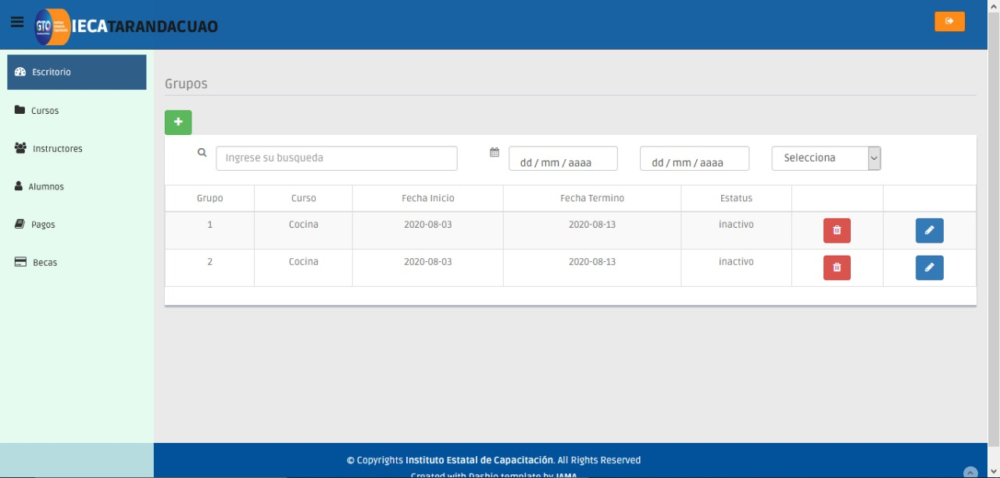 GTO
IECATARANDACUAO
Escritorio
Cursos
Instructores
Alumnos
Pagos
Becas
Grupos
Ingrese su busqueda
dd / mm / aaaa
dd / mm / aaaa
Selecciona
Grupo Curso Fecha Inicio Fecha Termino Estatus
1 Cocina 2020-08-03 2020-08-13 inactivo
2 Cocina 2020-08-03 2020-08-13 inactivo
© Copyrights Instituto Estatal de Capacitación. All Rights Reserved
Created with Dashio template by IAMA